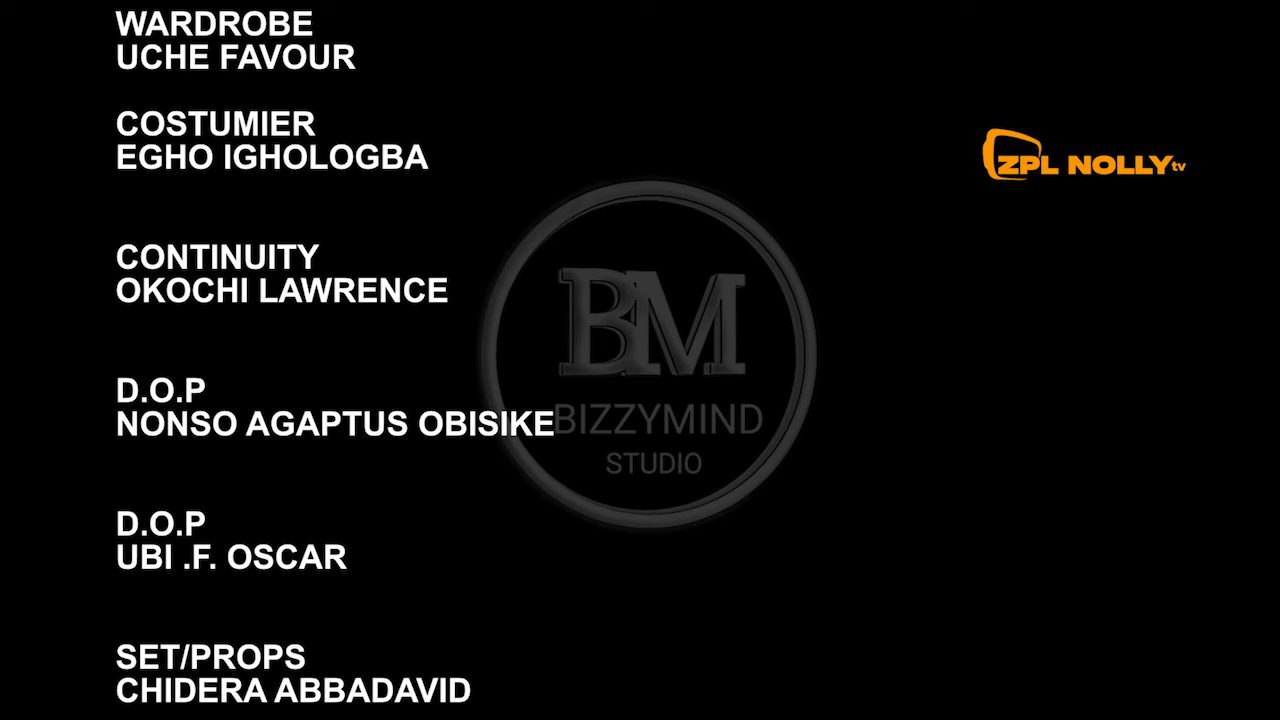 WARDROBE
UCHE FAVOUR
COSTUMIER
EGHO IGHOLOGBA
ZPL NOLLYtv
CONTINUITY
OKOCHI LAWRENCE
BM
D.O.P
NONSO AGAPTUS OBISIKE
BIZZYMIND
STUDIO
D.O.P
UBI .F. OSCAR
SET/PROPS
CHIDERA ABBADAVID